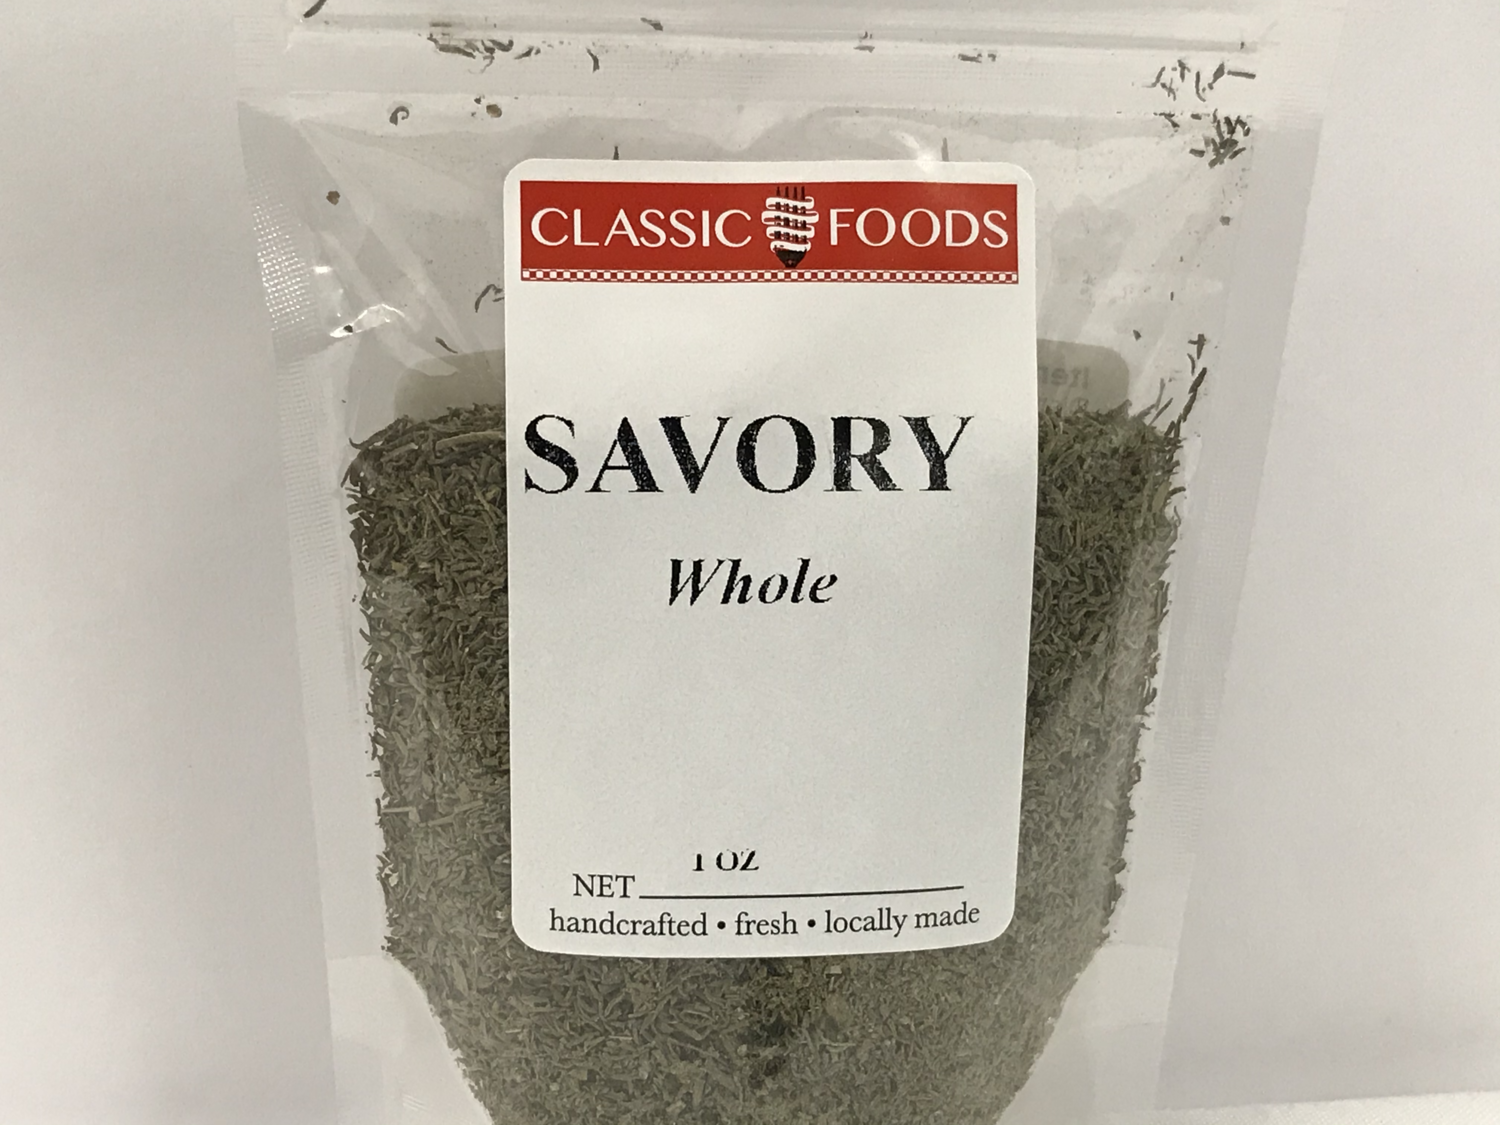 CLASSIC FOODS
SAVORY
Whole
1 OZ
NET
handcrafted • fresh • locally made